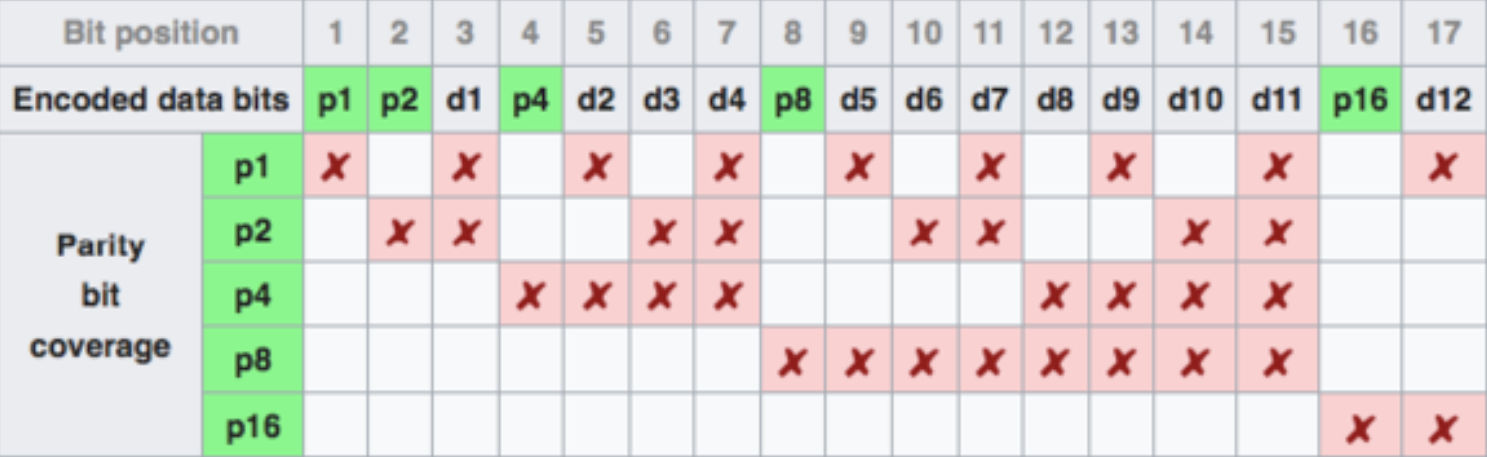 Bit position 1 2 3 4 5 6 7 8 9 10 11 12 13 14 15 16 17
Encoded data bits p1 p2 d1 p4 d2 d3 d4 p8 d5 d6 d7 d8 d9 d10 d11 p16 d12
Parity bit coverage
p1 ✗ ✗ ✗ ✗ ✗ ✗ ✗ ✗ ✗
p2 ✗ ✗ ✗ ✗ ✗ ✗ ✗ ✗
p4 ✗ ✗ ✗ ✗ ✗ ✗ ✗ ✗
p8 ✗ ✗ ✗ ✗ ✗ ✗ ✗ ✗
p16 ✗ ✗